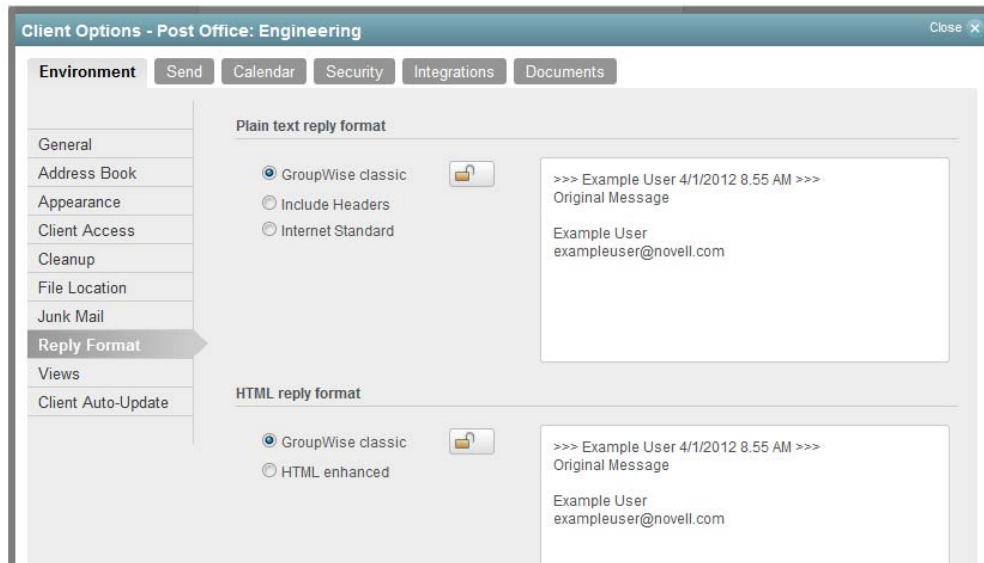 Client Options - Post Office: Engineering
Close
Environment Send Calendar Security Integrations Documents
General
Address Book
Appearance
Client Access
Cleanup
File Location
Junk Mail
Reply Format
Views
Client Auto-Update
Plain text reply format
GroupWise classic
Include Headers
Internet Standard
>>> Example User 4/1/2012 8.55 AM >>>
Original Message
Example User
exampleuser@novell.com
HTML reply format
GroupWise classic
HTML enhanced
>>> Example User 4/1/2012 8.55 AM >>>
Original Message
Example User
exampleuser@novell.com